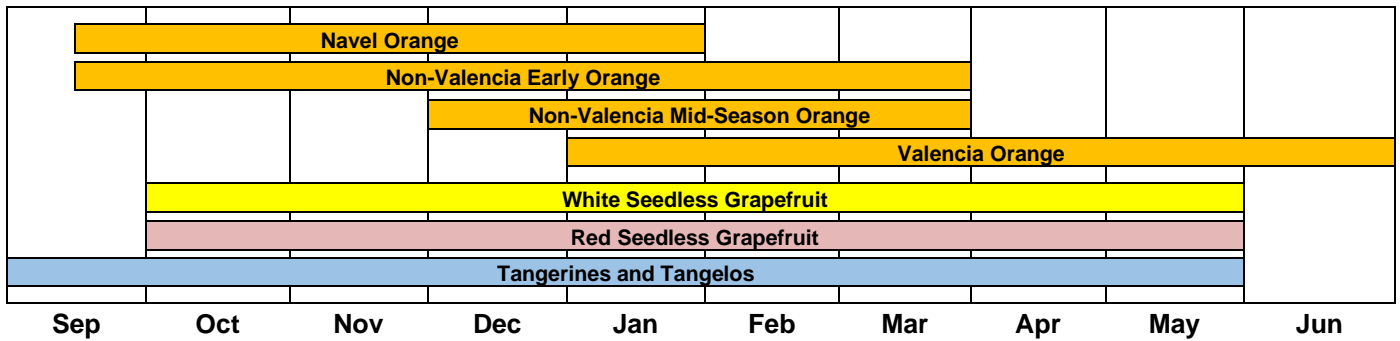 Navel Orange
Non-Valencia Early Orange
Non-Valencia Mid-Season Orange
Valencia Orange
White Seedless Grapefruit
Red Seedless Grapefruit
Tangerines and Tangelos
Sep Oct Nov Dec Jan Feb Mar Apr May Jun